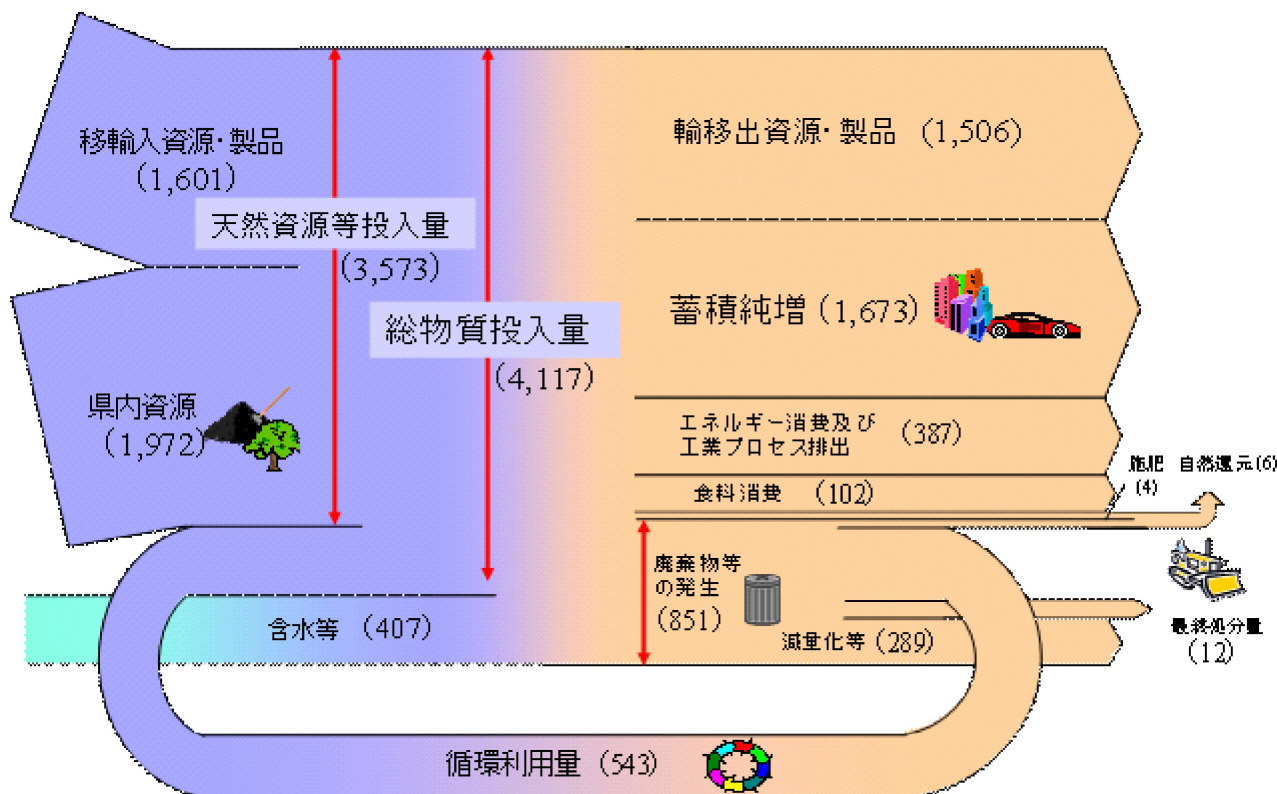 移輸入資源・製品
(1,601)
天然資源等投入量
(3,573)
総物質投入量
(4,117)
県内資源
(1,972)
含水等 (407)
輸移出資源・製品 (1,506)
蓄積純増 (1,673)
エネルギー消費及び
工業プロセス排出
(387)
食料消費 (102)
施肥
(4)
自然還元(6)
廃棄物等
の発生
(851)
減量化等 (289)
最終処分量
(12)
循環利用量 (543)